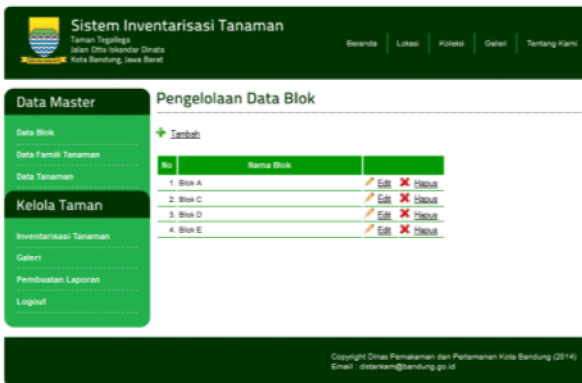 Sistem Inventarisasi Tanaman
Taman Tegallega
Jalan Otto Iskandar Dinata
Kota Bandung, Jawa Barat
Beranda Lokasi Koleksi Galeri Tentang Kami
Data Master
Data Blok
Data Famili Tanaman
Data Tanaman
Kelola Taman
Inventarisasi Tanaman
Galeri
Pembuatan Laporan
Logout
Pengelolaan Data Blok
Tambah
No Nama Blok
1. Blok A Edit Hapus
2. Blok C Edit Hapus
3. Blok D Edit Hapus
4. Blok E Edit Hapus
Copyright Dinas Pemakaman dan Pertamanan Kota Bandung (2014)
Email : distankam@bandung.go.id